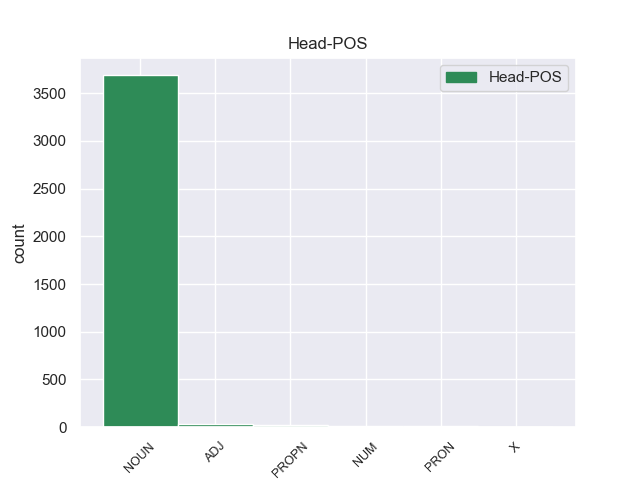 Head-POS
Head-POS
3500
3000
2500
2000
1500
1000
500
0
count
NOUN
ADJ
PROPN
NUM
PRON
X